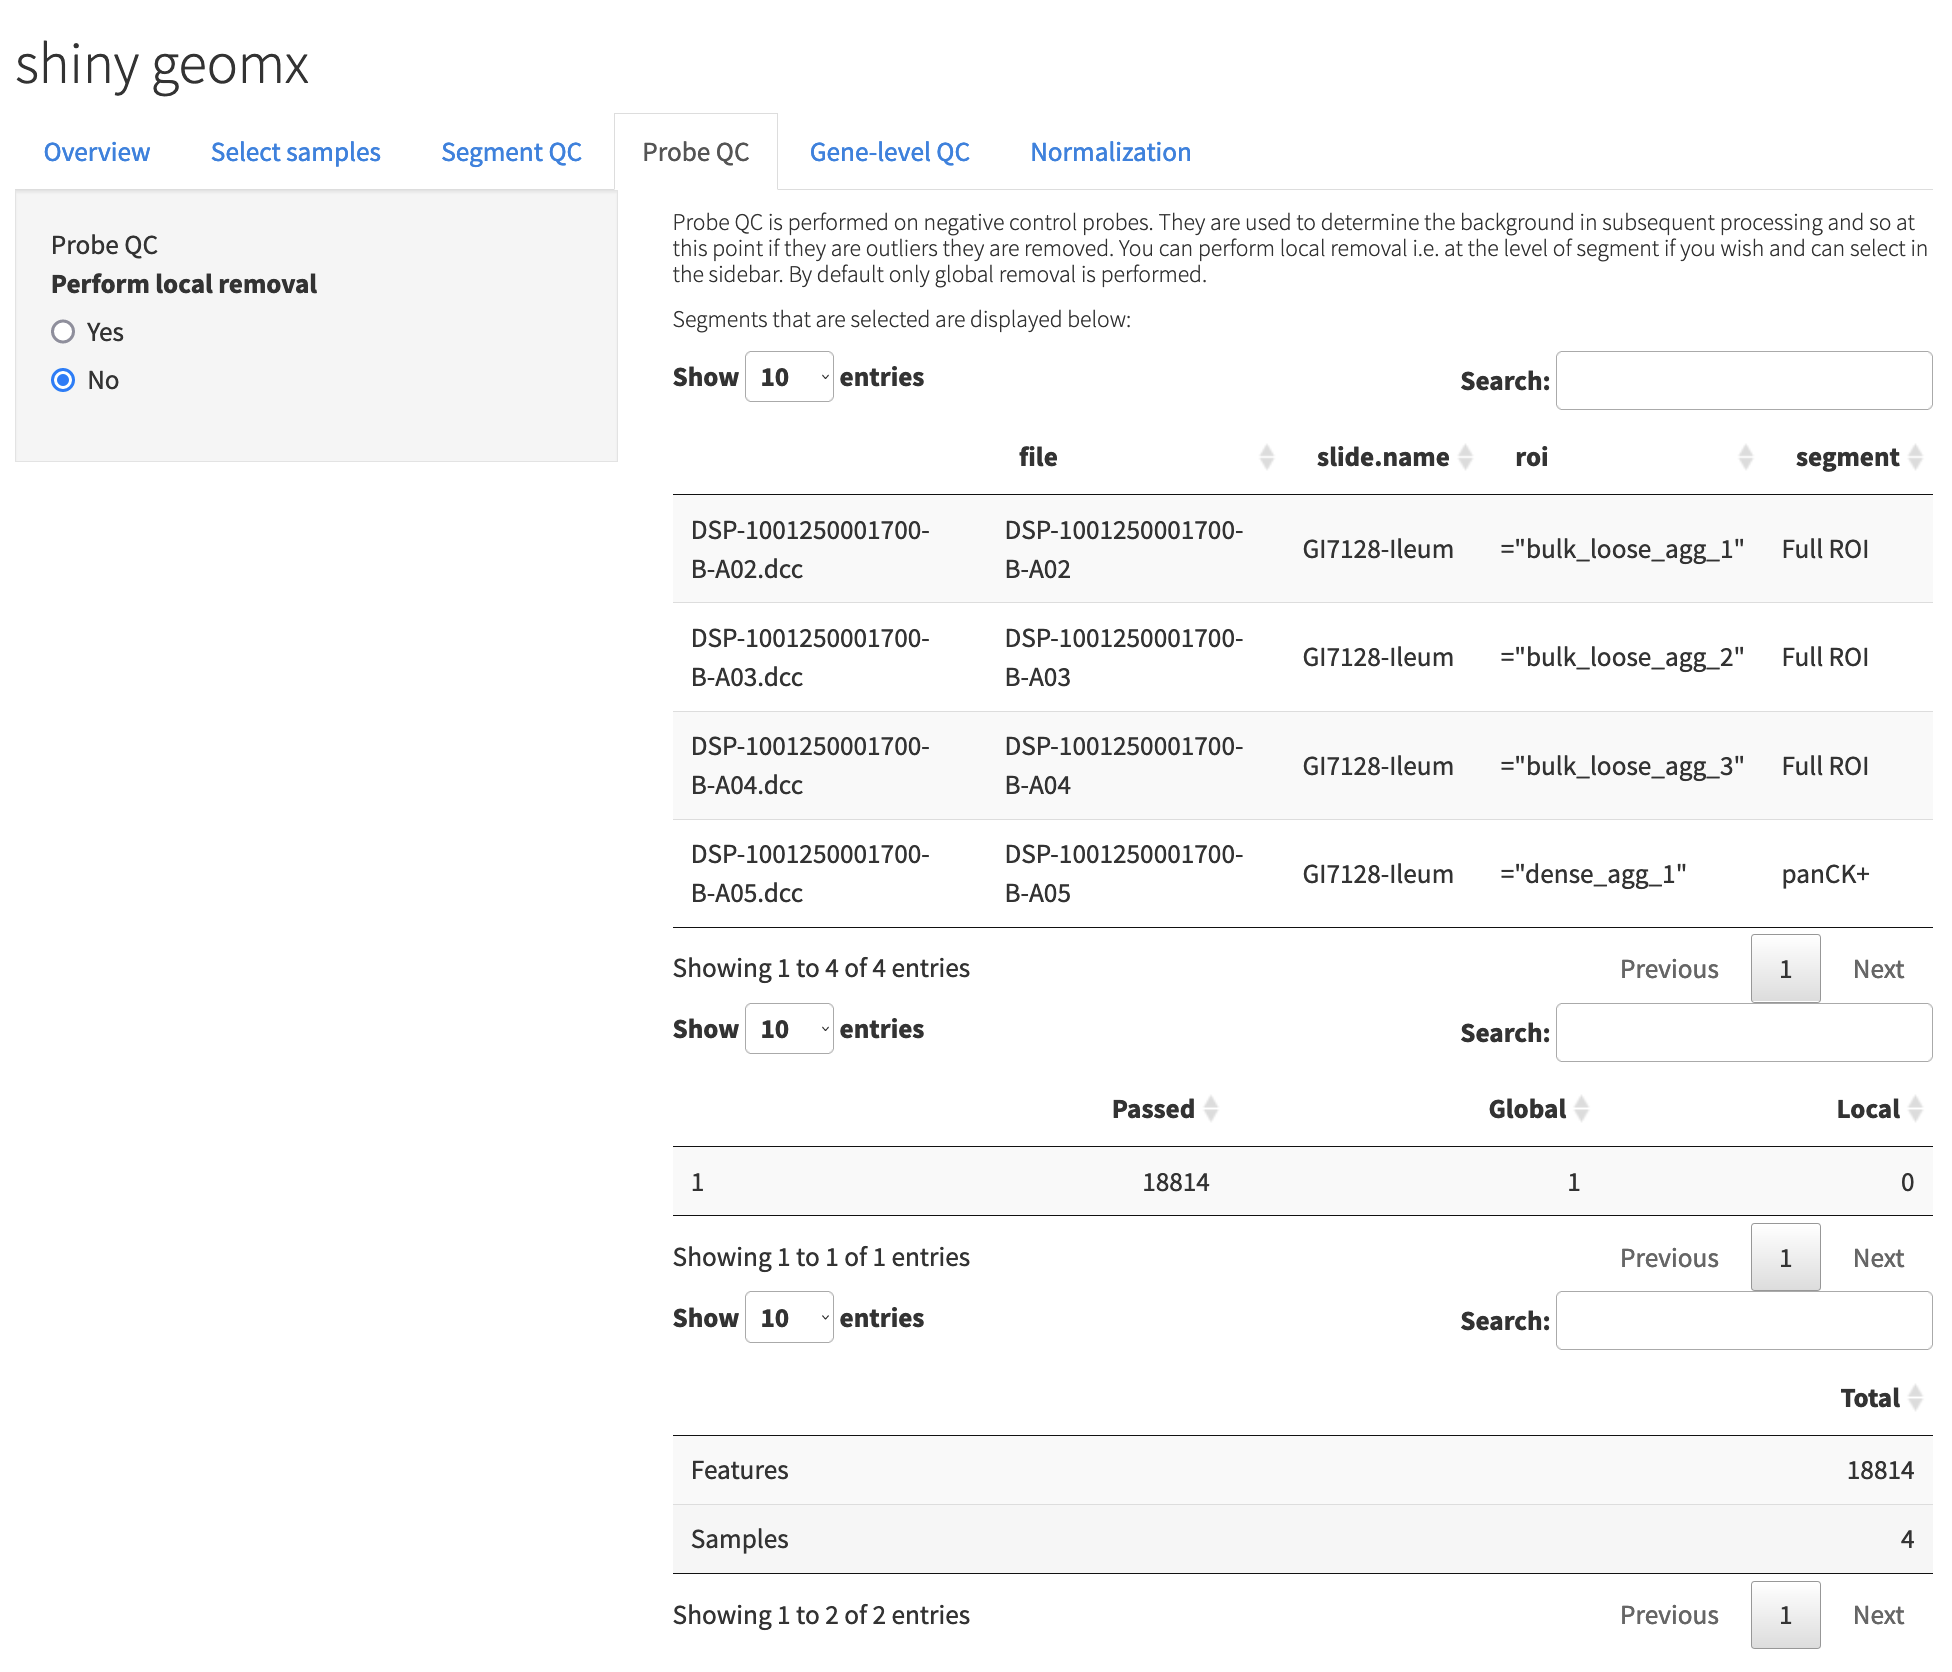 shiny geomx
Overview Select samples Segment QC Probe QC Gene-level QC Normalization
Probe QC
Perform local removal
Yes
No
Probe QC is performed on negative control probes. They are used to determine the background in subsequent processing and so at
this point if they are outliers they are removed. You can perform local removal i.e. at the level of segment if you wish and can select in
the sidebar. By default only global removal is performed.
Segments that are selected are displayed below:
Show 10 entries Search:
file slide.name roi segment
DSP-1001250001700- DSP-1001250001700-
B-A02.dcc B-A02 GI7128-Ileum ="bulk_loose_agg_1" Full ROI
DSP-1001250001700- DSP-1001250001700-
B-A03.dcc B-A03 GI7128-Ileum ="bulk_loose_agg_2" Full ROI
DSP-1001250001700- DSP-1001250001700-
B-A04.dcc B-A04 GI7128-Ileum ="bulk_loose_agg_3" Full ROI
DSP-1001250001700- DSP-1001250001700-
B-A05.dcc B-A05 GI7128-Ileum ="dense_agg_1" panCK+
Showing 1 to 4 of 4 entries Previous 1 Next
Show 10 entries Search:
Passed Global Local
1 18814 1 0
Showing 1 to 1 of 1 entries Previous 1 Next
Show 10 entries Search:
Total
Features 18814
Samples 4
Showing 1 to 2 of 2 entries Previous 1 Next